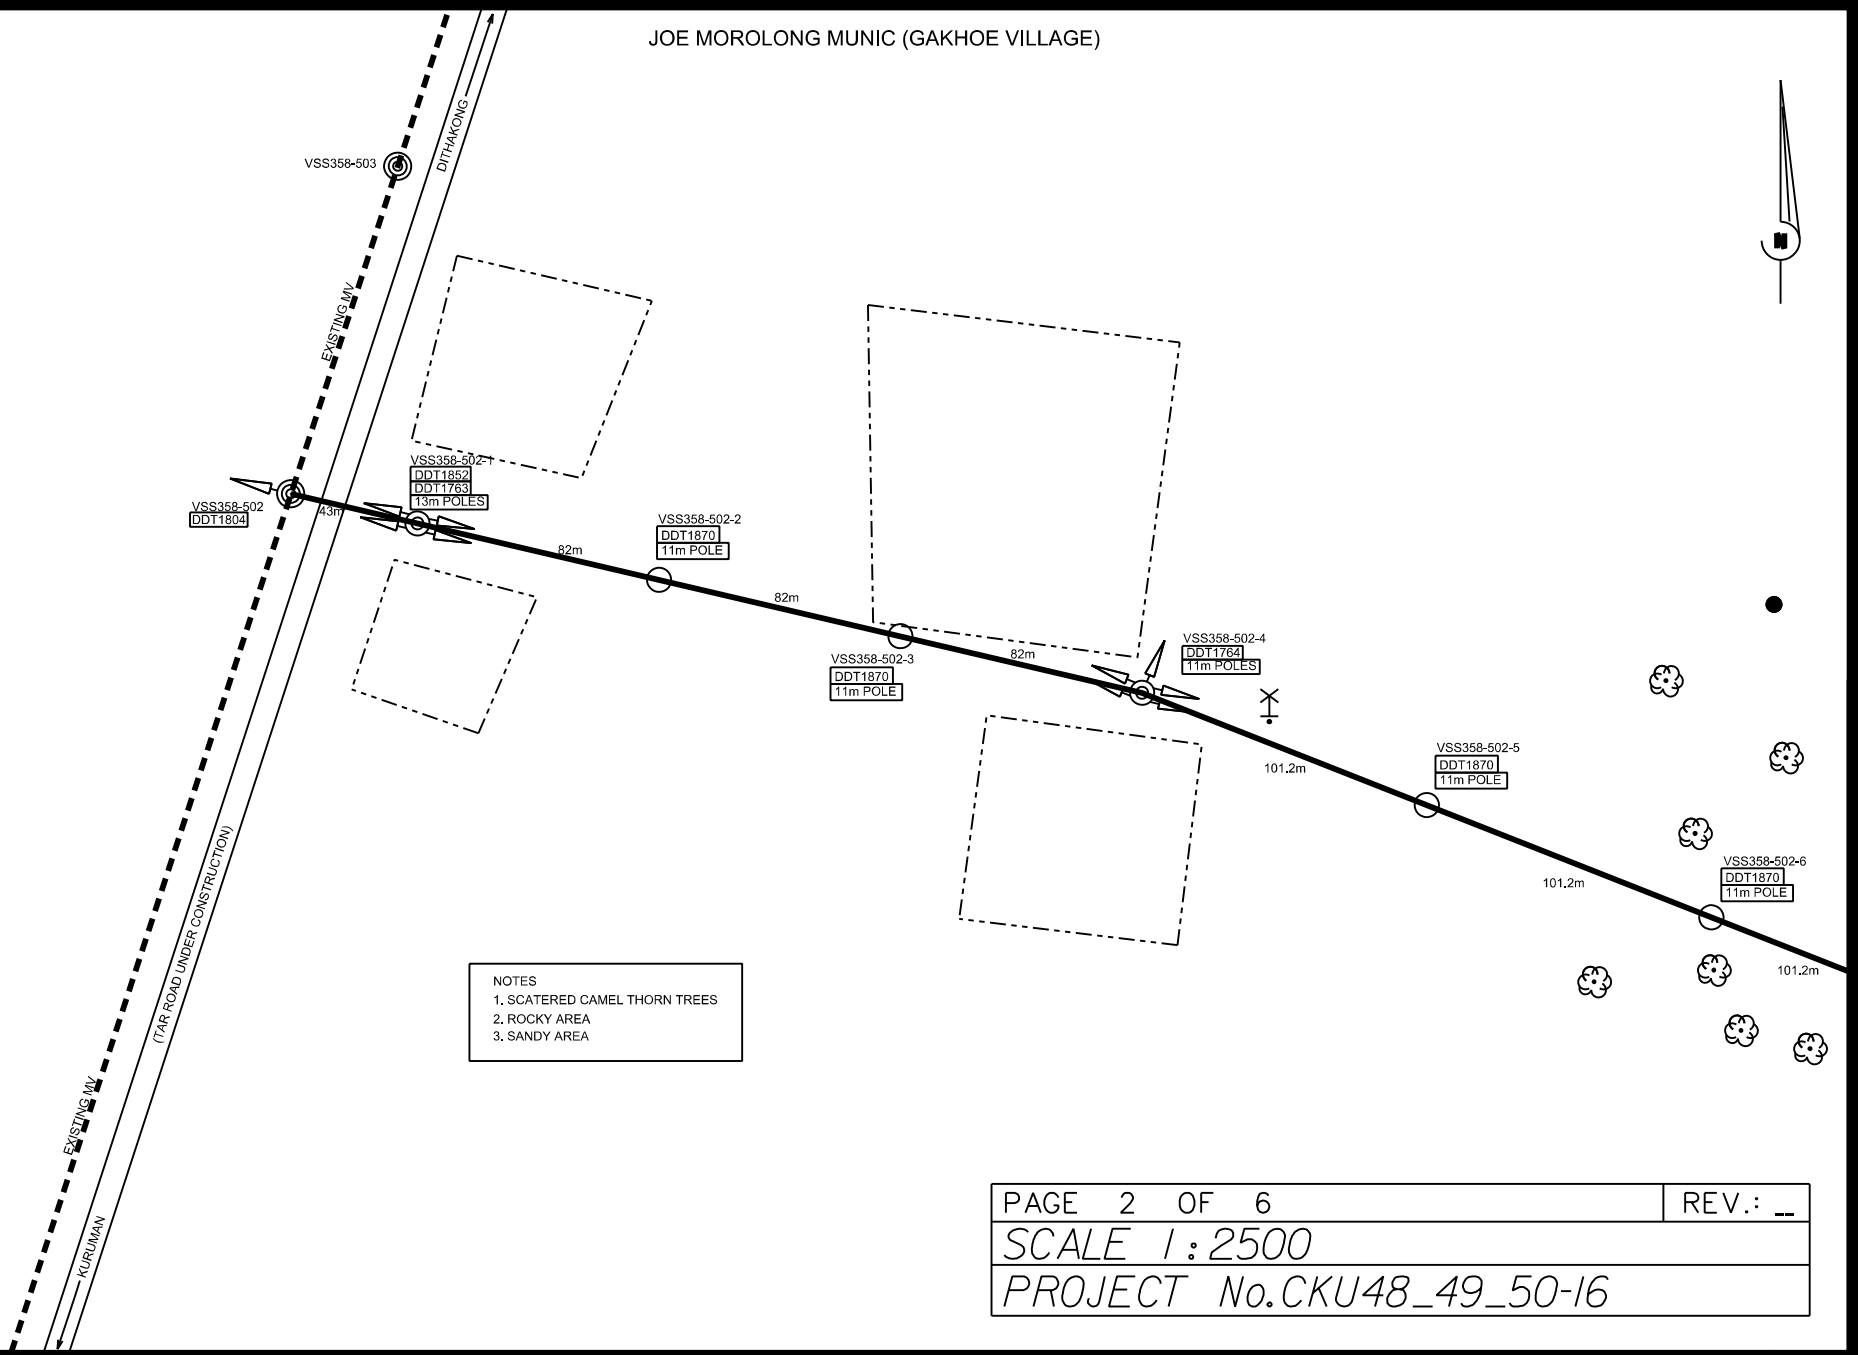 JOE MOROLONG MUNIC (GAKHOE VILLAGE)
DITHAKONG
VSS358-503
EXISTING MV
N
VSS358-502-1
DDT1852
DDT1763
13m POLES
VSS358-502
DDT1804
43m
82m
VSS358-502-2
DDT1870
11m POLE
82m
VSS358-502-3
DDT1870
11m POLE
82m
VSS358-502-4
DDT1764
11m POLES
101.2m
VSS358-502-5
DDT1870
11m POLE
101.2m
VSS358-502-6
DDT1870
11m POLE
101.2m
(TAR ROAD UNDER CONSTRUCTION)
EXISTING MV
KURUMAN
NOTES
1. SCATERED CAMEL THORN TREES
2. ROCKY AREA
3. SANDY AREA
PAGE 2 OF 6
REV.: __
SCALE 1:2500
PROJECT No.CKU48_49_50-16